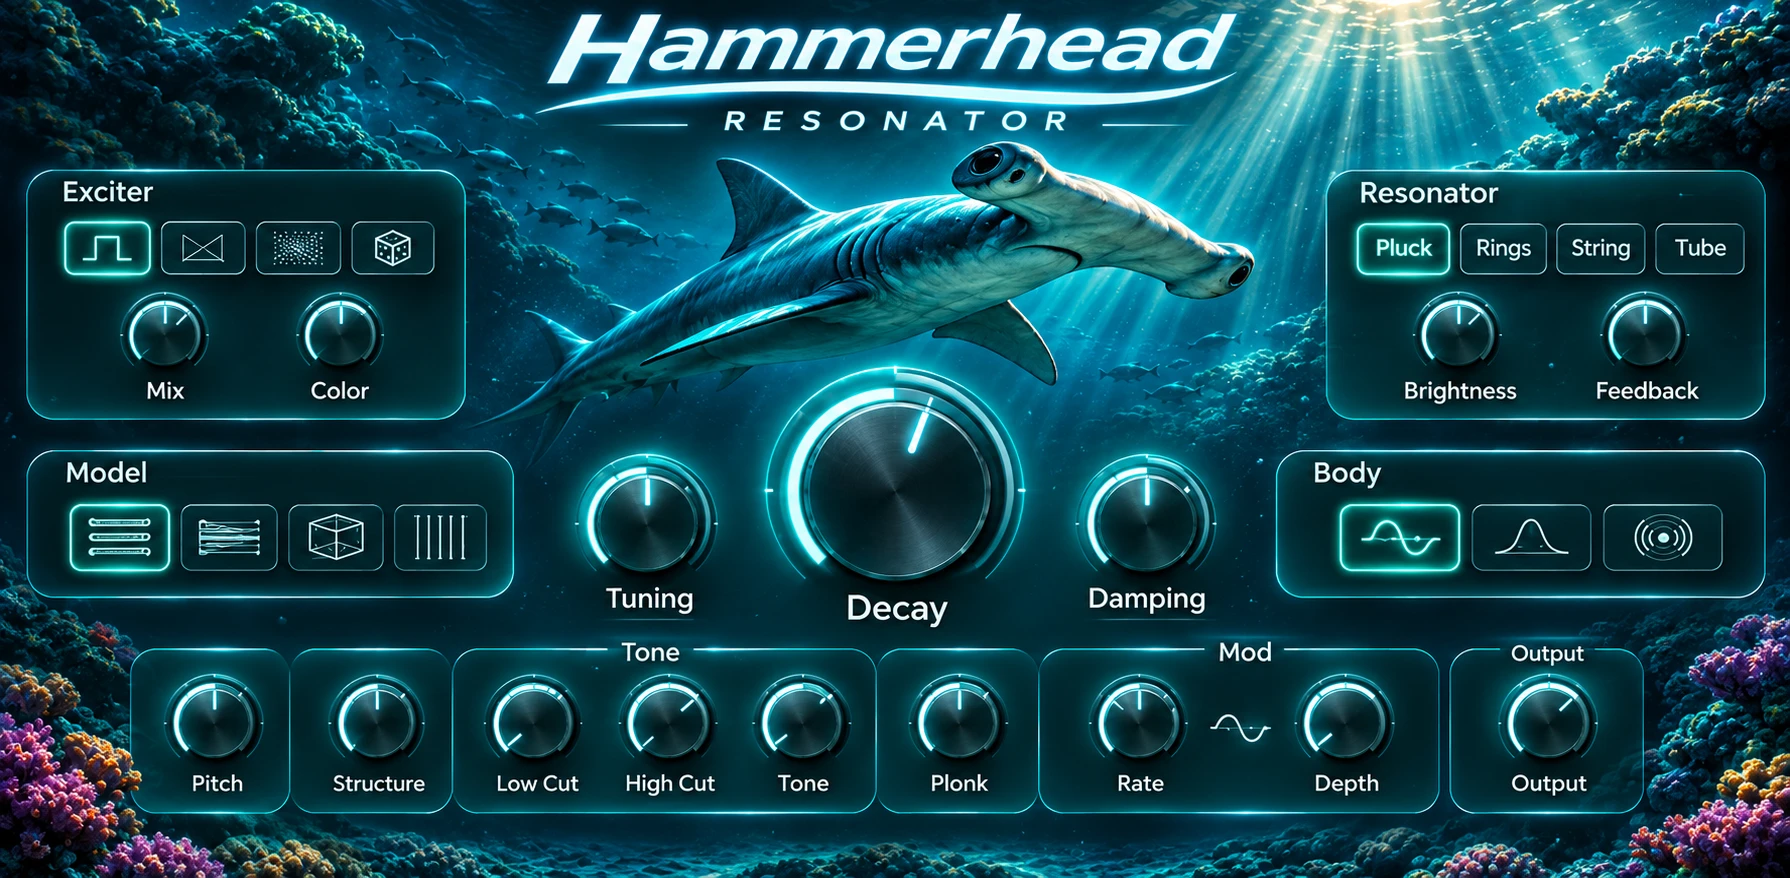 Hammerhead
RESONATOR
Exciter
Mix
Color
Resonator
Pluck
Rings
String
Tube
Brightness
Feedback
Model
Tuning
Decay
Damping
Body
Pitch
Structure
Tone
Low Cut
High Cut
Tone
Plonk
Mod
Rate
Depth
Output
Output